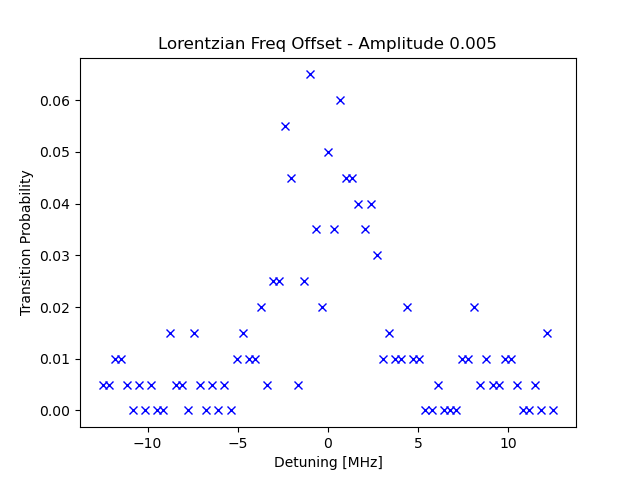 Lorentzian Freq Offset - Amplitude 0.005
Transition Probability
0.06
0.05
0.04
0.03
0.02
0.01
0.00
−10 −5 0 5 10
Detuning [MHz]